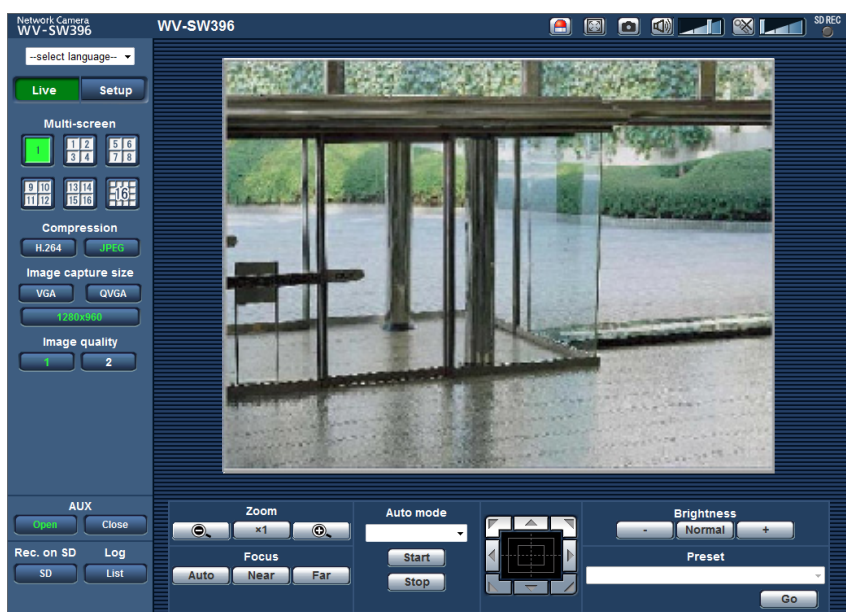 Network Camera
WV-SW396
WV-SW396
SD REC
--select language--
Live Setup
Multi-screen
1
1 2 5 6
3 4 7 8
9 10 13 14 16
11 12 15 16
Compression
H.264 JPEG
Image capture size
VGA QVGA
1280x960
Image quality
1 2
AUX
Open Close
Rec. on SD Log
SD List
Zoom
×1
Focus
Auto Near Far
Auto mode
Start
Stop
Brightness
- Normal +
Preset
Go